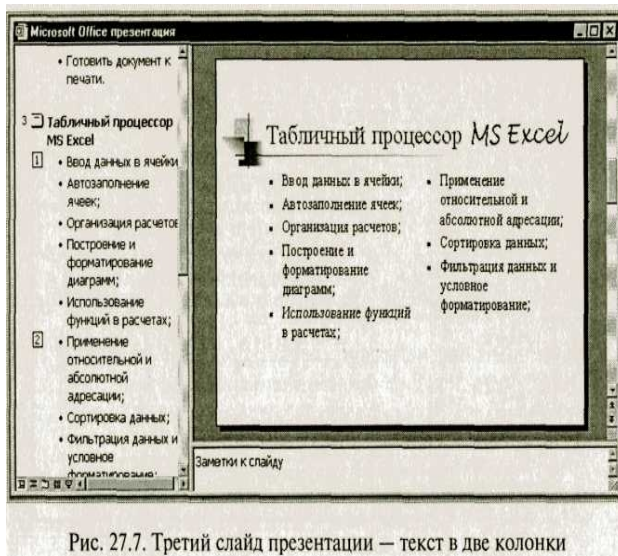 Microsoft Office презентация
• Готовить документ к
печати.
3 Табличный процессор
MS Excel
1 • Ввод данных в ячейки
• Автозаполнение
ячеек;
• Организация расчетов
• Построение и
форматирование
диаграмм;
• Использование
функций в расчетах;
2 • Применение
относительной и
абсолютной
адресации;
• Сортировка данных;
• Фильтрация данных и
условное
форматирование;
Табличный процессор MS Excel
• Ввод данных в ячейки;
• Автозаполнение ячеек;
• Организация расчетов;
• Построение и
форматирование
диаграмм;
• Использование функций
в расчетах;
• Применение
относительной и
абсолютной адресации;
• Сортировка данных;
• Фильтрация данных и
условное
форматирование;
Заметки к слайду
Рис. 27.7. Третий слайд презентации — текст в две колонки